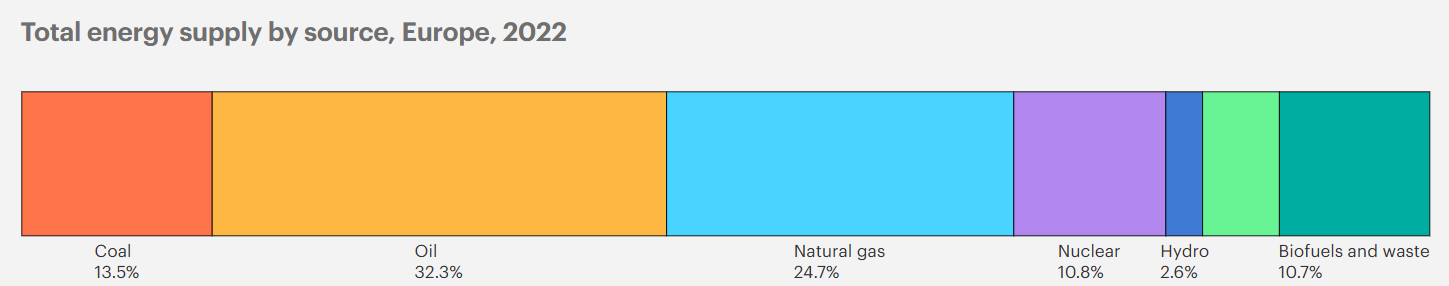 Total energy supply by source, Europe, 2022
Coal
13.5%
Oil
32.3%
Natural gas
24.7%
Nuclear
10.8%
Hydro
2.6%
Biofuels and waste
10.7%